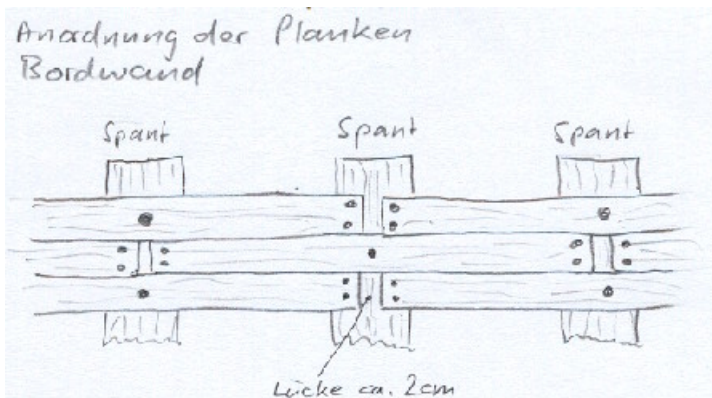 Anordnung der Planken
Bordwand
Spant
Spant
Spant
Lücke ca. 2cm